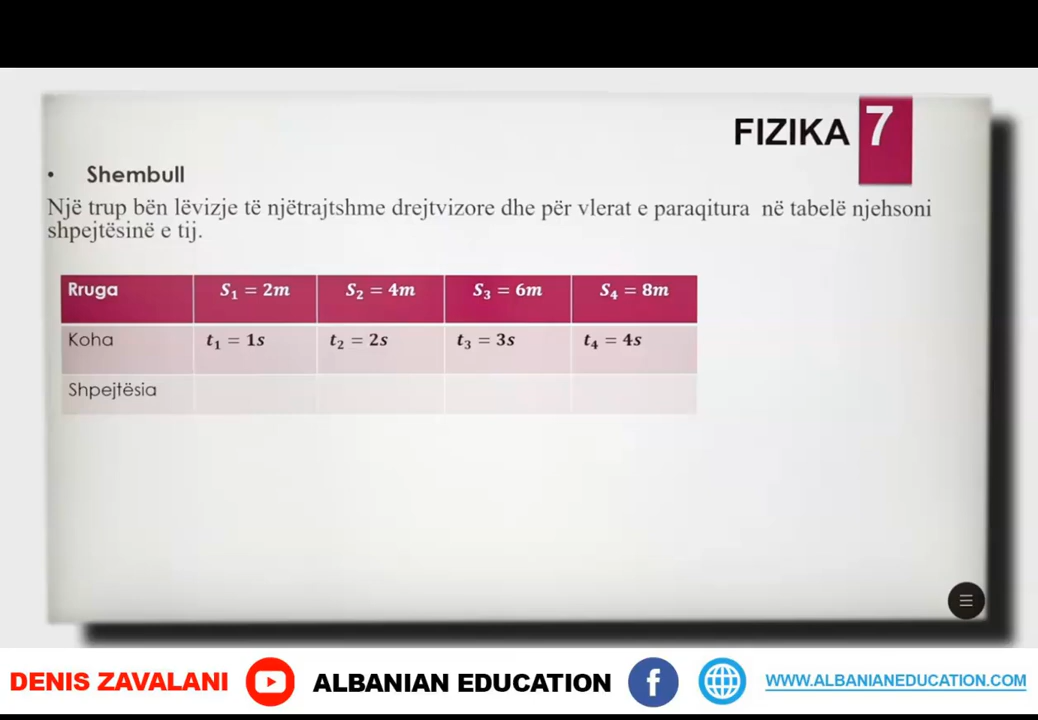 FIZIKA 7
• Shembull
Një trup bën lëvizje të njëtrajtshme drejtvizore dhe për vlerat e paraqitura në tabelë njehsoni
shpejtësinë e tij.
Rruga S₁ = 2m S₂ = 4m S₃ = 6m S₄ = 8m
Koha t₁ = 1s t₂ = 2s t₃ = 3s t₄ = 4s
Shpejtësia
DENIS ZAVALANI ALBANIAN EDUCATION f WWW.ALBANIANEDUCATION.COM